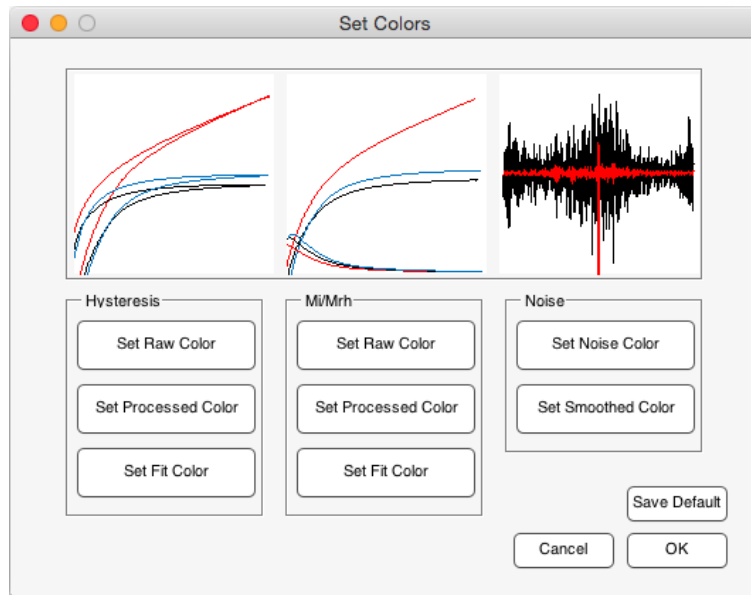 Set Colors
Hysteresis
Set Raw Color
Set Processed Color
Set Fit Color
Mi/Mrh
Set Raw Color
Set Processed Color
Set Fit Color
Noise
Set Noise Color
Set Smoothed Color
Save Default
Cancel
OK